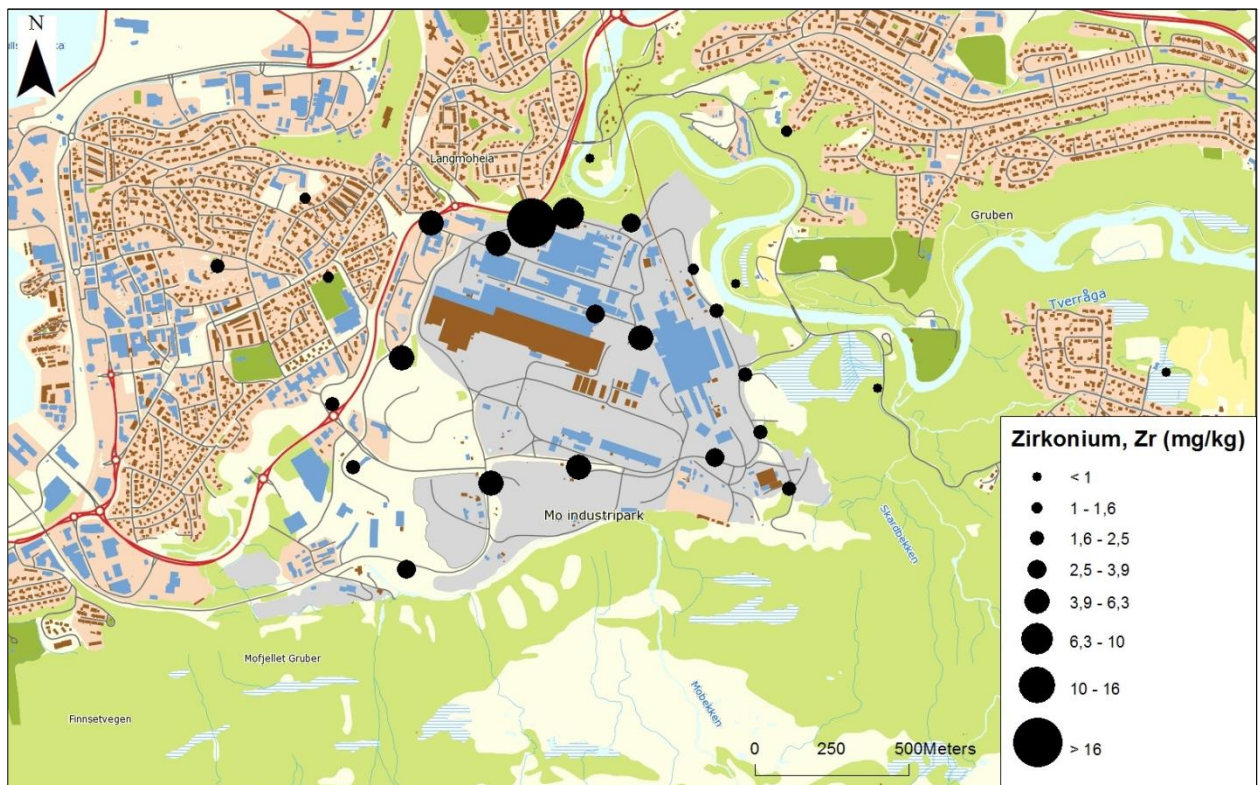 N
Langmoheia
Gruben
Tverråga
Mo industripark
Skardbekken
Mofjellet Gruber
Mobekken
Finnsetvegen
Zirkonium, Zr (mg/kg)
< 1
1 - 1,6
1,6 - 2,5
2,5 - 3,9
3,9 - 6,3
6,3 - 10
10 - 16
> 16
0 250 500Meters